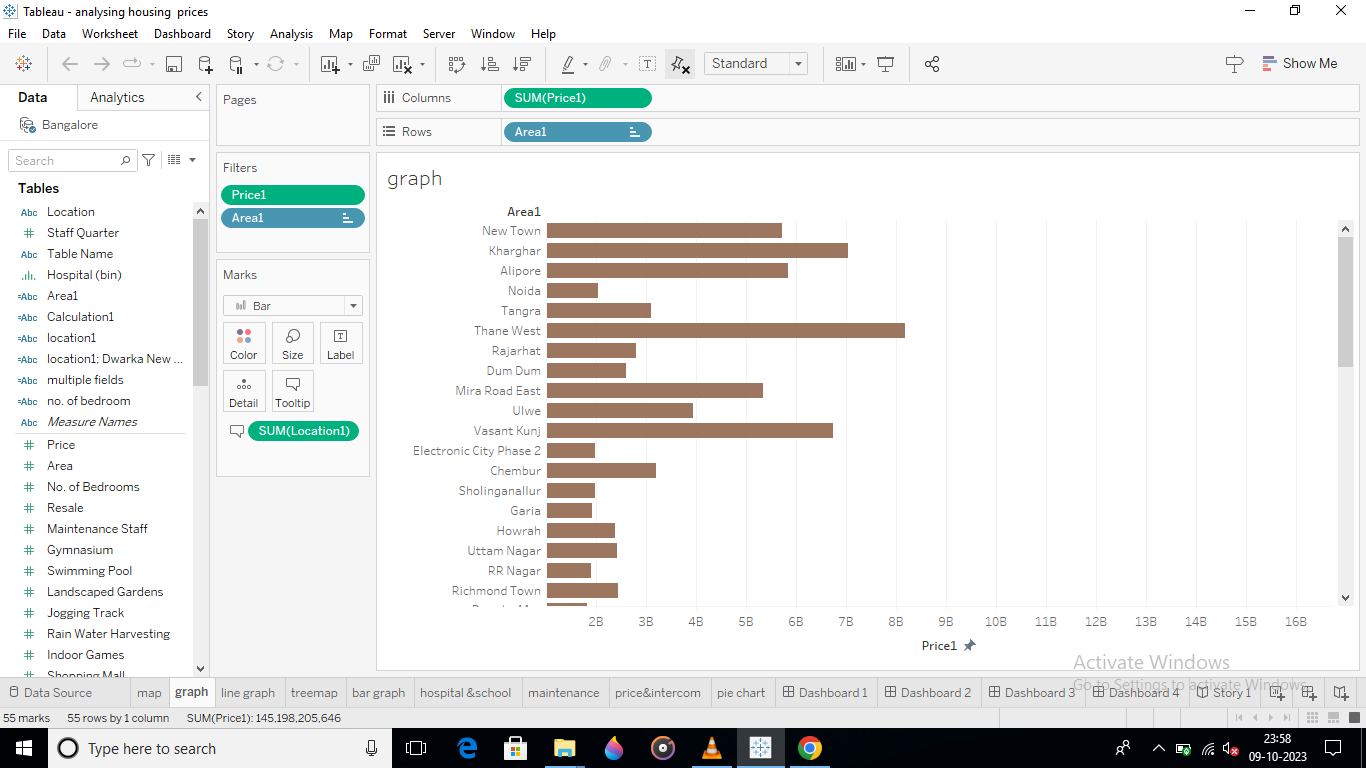 Tableau - analysing housing prices
File Data Worksheet Dashboard Story Analysis Map Format Server Window Help
Standard
Show Me
Data Analytics
Bangalore
Search
Tables
Abc Location
# Staff Quarter
Abc Table Name
Hospital (bin)
=Abc Area1
=Abc Calculation1
=Abc location1
=Abc location1; Dwarka New ...
=Abc multiple fields
=Abc no. of bedroom
Abc Measure Names
# Price
# Area
# No. of Bedrooms
# Resale
# Maintenance Staff
# Gymnasium
# Swimming Pool
# Landscaped Gardens
# Jogging Track
# Rain Water Harvesting
# Indoor Games
# Shopping Mall
Pages
Filters
Price1
Area1
Marks
Bar
Color Size Label
Detail Tooltip
SUM(Location1)
Columns SUM(Price1)
Rows Area1
graph
Area1
New Town
Kharghar
Alipore
Noida
Tangra
Thane West
Rajarhat
Dum Dum
Mira Road East
Ulwe
Vasant Kunj
Electronic City Phase 2
Chembur
Sholinganallur
Garia
Howrah
Uttam Nagar
RR Nagar
Richmond Town
2B 3B 4B 5B 6B 7B 8B 9B 10B 11B 12B 13B 14B 15B 16B
Price1
Activate Windows
Go to Settings to activate Windows.
Data Source map graph line graph treemap bar graph hospital &school maintenance price&intercom pie chart Dashboard 1 Dashboard 2 Dashboard 3 Dashboard 4 Story 1
55 marks 55 rows by 1 column SUM(Price1): 145,198,205,646
Type here to search
23:58
09-10-2023